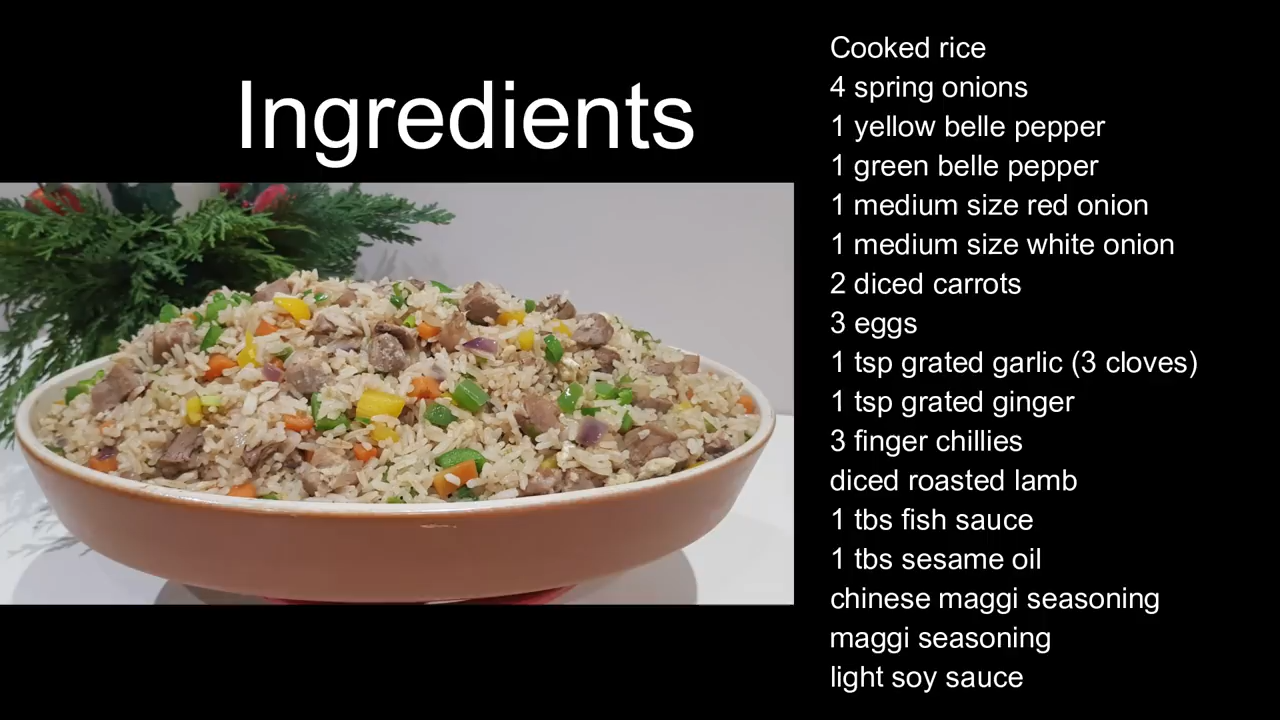 Ingredients
Cooked rice
4 spring onions
1 yellow belle pepper
1 green belle pepper
1 medium size red onion
1 medium size white onion
2 diced carrots
3 eggs
1 tsp grated garlic (3 cloves)
1 tsp grated ginger
3 finger chillies
diced roasted lamb
1 tbs fish sauce
1 tbs sesame oil
chinese maggi seasoning
maggi seasoning
light soy sauce